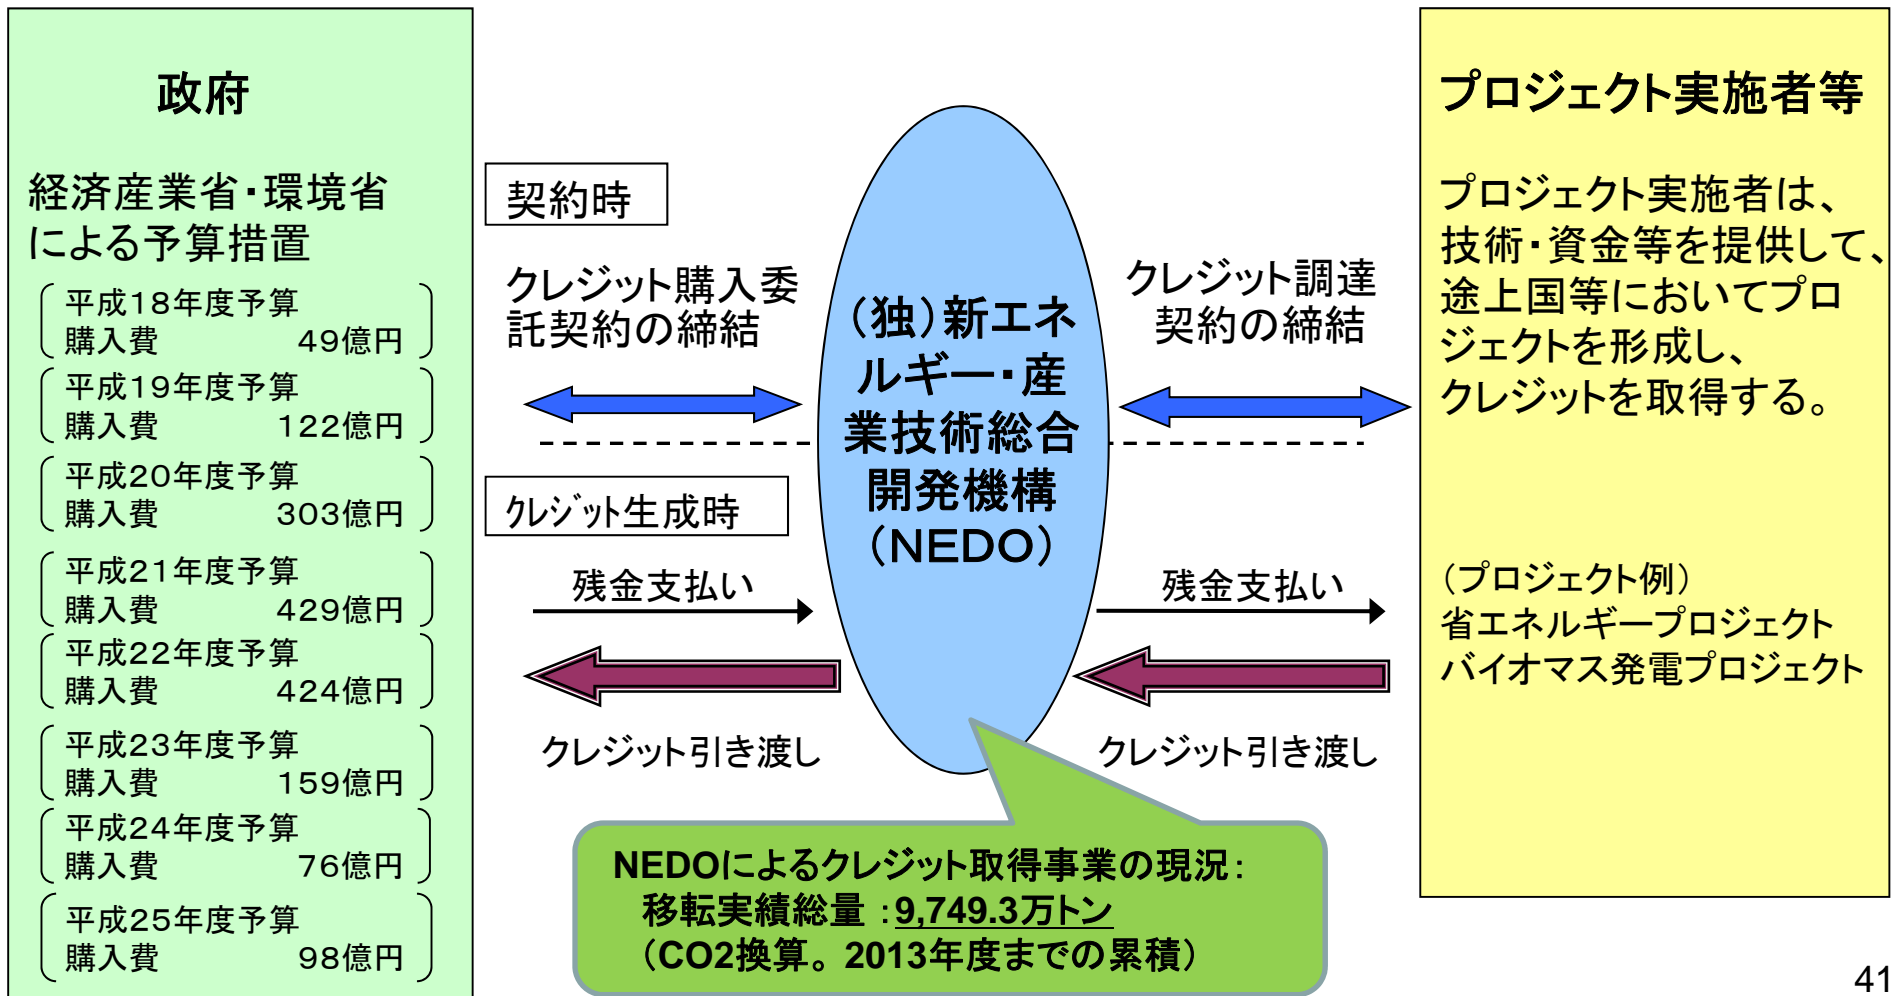 政府
経済産業省・環境省
による予算措置
平成18年度予算
購入費 49億円
平成19年度予算
購入費 122億円
平成20年度予算
購入費 303億円
平成21年度予算
購入費 429億円
平成22年度予算
購入費 424億円
平成23年度予算
購入費 159億円
平成24年度予算
購入費 76億円
平成25年度予算
購入費 98億円
契約時
クレジット購入委
託契約の締結
クレジット生成時
残金支払い
クレジット引き渡し
（独）新エネ
ルギー・産
業技術総合
開発機構
（NEDO）
クレジット調達
契約の締結
残金支払い
クレジット引き渡し
NEDOによるクレジット取得事業の現況：
移転実績総量：9,749.3万トン
（CO2換算。2013年度までの累積）
プロジェクト実施者等
プロジェクト実施者は、
技術・資金等を提供して、
途上国等においてプロ
ジェクトを形成し、
クレジットを取得する。
（プロジェクト例）
省エネルギープロジェクト
バイオマス発電プロジェクト
41